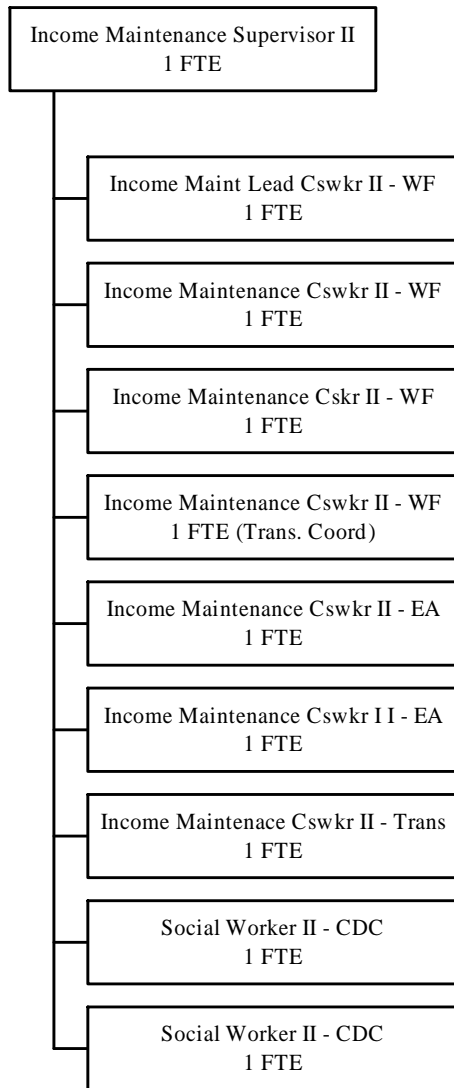 Income Maintenance Supervisor II
1 FTE
Income Maint Lead Cswkr II - WF
1 FTE
Income Maintenance Cswkr II - WF
1 FTE
Income Maintenance Cskr II - WF
1 FTE
Income Maintenance Cswkr II - WF
1 FTE (Trans. Coord)
Income Maintenance Cswkr II - EA
1 FTE
Income Maintenance Cswkr I I - EA
1 FTE
Income Maintenace Cswkr II - Trans
1 FTE
Social Worker II - CDC
1 FTE
Social Worker II - CDC
1 FTE